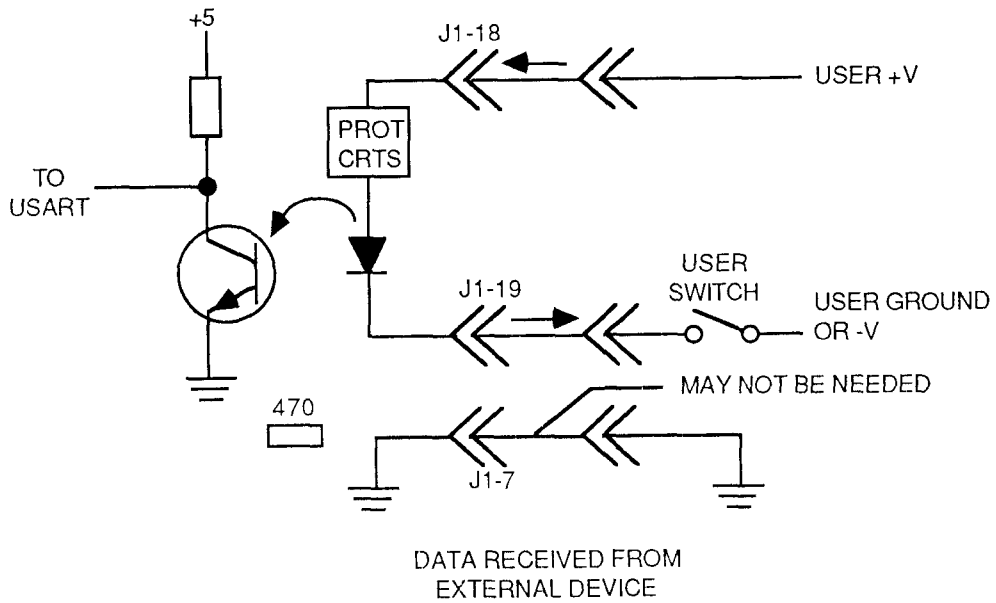 +5
J1-18
USER +V
PROT
CRTS
TO
USART
J1-19
USER
SWITCH
USER GROUND
OR -V
MAY NOT BE NEEDED
470
J1-7
DATA RECEIVED FROM
EXTERNAL DEVICE